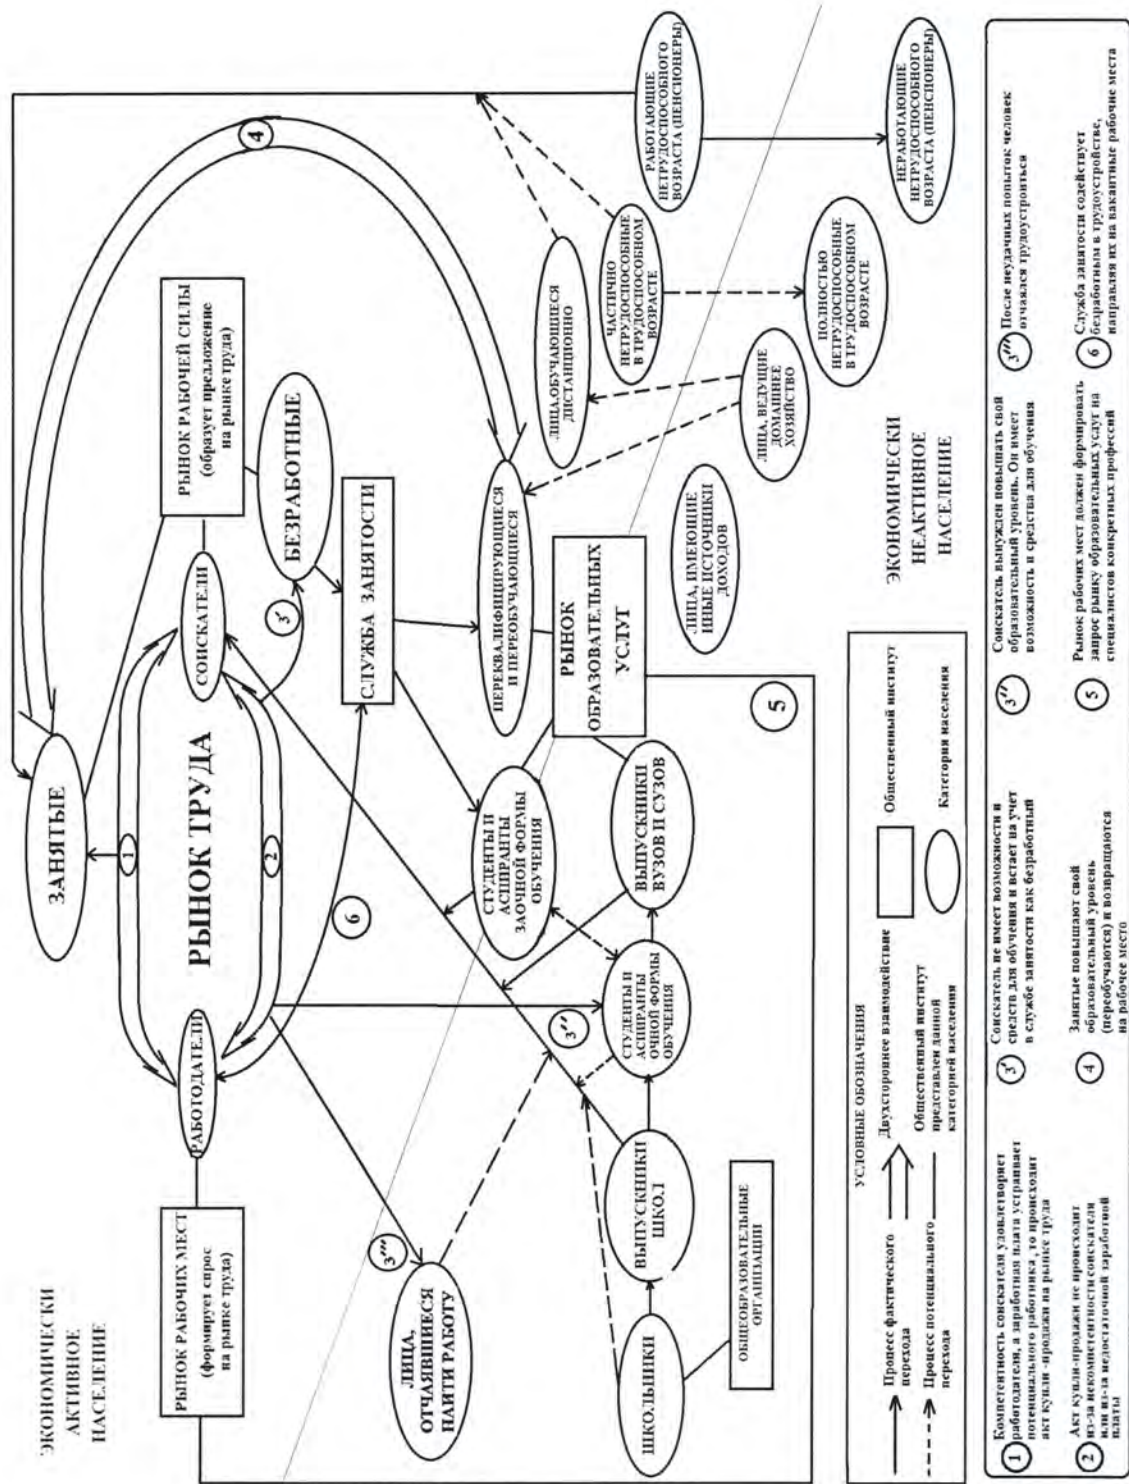 ЭКОНОМИЧЕСКИ
АКТИВНОЕ
НАСЕЛЕНИЕ
РЫНОК РАБОЧИХ МЕСТ
(формирует спрос
на рынке труда)
РАБОТОДАТЕЛИ
ЗАНЯТЫЕ
1
РЫНОК ТРУДА
2
СОИСКАТЕЛИ
РЫНОК РАБОЧЕЙ СИЛЫ
(образует предложение
на рынке труда)
4
3'
БЕЗРАБОТНЫЕ
6
СЛУЖБА ЗАНЯТОСТИ
3'''
ЛИЦА,
ОТЧАЯВШИЕСЯ
НАЙТИ РАБОТУ
3''
СТУДЕНТЫ И
АСПИРАНТЫ
ЗАОЧНОЙ ФОРМЫ
ОБУЧЕНИЯ
ПЕРЕКВАЛИФИЦИРУЮЩИЕСЯ
И ПЕРЕОБУЧАЮЩИЕСЯ
ЛИЦА,ОБУЧАЮЩИЕСЯ
ДИСТАНЦИОННО
ЧАСТИЧНО
НЕТРУДОСПОСОБНЫЕ
В ТРУДОСПОСОБНОМ
ВОЗРАСТЕ
РАБОТАЮЩИЕ
НЕТРУДОСПОСОБНОГО
ВОЗРАСТА (ПЕНСИОНЕРЫ)
РЫНОК
ОБРАЗОВАТЕЛЬНЫХ
УСЛУГ
ШКОЛЬНИКИ
ВЫПУСКНИКИ
ШКОЛ
СТУДЕНТЫ И
АСПИРАНТЫ
ОЧНОЙ ФОРМЫ
ОБУЧЕНИЯ
ВЫПУСКНИКИ
ВУЗОВ И СУЗОВ
ЛИЦА, ИМЕЮЩИЕ
ИНЫЕ ИСТОЧНИКИ
ДОХОДОВ
ЛИЦА, ВЕДУЩИЕ
ДОМАШНЕЕ
ХОЗЯЙСТВО
ПОЛНОСТЬЮ
НЕТРУДОСПОСОБНЫЕ
В ТРУДОСПОСОБНОМ
ВОЗРАСТЕ
НЕРАБОТАЮЩИЕ
НЕТРУДОСПОСОБНОГО
ВОЗРАСТА (ПЕНСИОНЕРЫ)
ОБЩЕОБРАЗОВАТЕЛЬНЫЕ
ОРГАНИЗАЦИИ
5
ЭКОНОМИЧЕСКИ
НЕАКТИВНОЕ
НАСЕЛЕНИЕ
УСЛОВНЫЕ ОБОЗНАЧЕНИЯ
Процесс фактического
перехода
Процесс потенциального
перехода
Двухстороннее взаимодействие
Общественный институт
представлен данной
категорией населения
Общественный институт
Категория населения
1 Компетентность соискателя удовлетворяет
работодателя, а заработная плата устраивает
потенциального работника, то происходит
акт купли -продажи на рынке труда
2 Акт купли-продажи не происходит
из-за некомпетентности соискателя
или из-за недостаточной заработной
платы
3' Соискатель не имеет возможности и
средств для обучения и встает на учет
в службе занятости как безработный
4 Занятые повышают свой
образовательный уровень
(переобучаются) и возвращаются
на рабочее место
3'' Соискатель вынужден повышать свой
образовательный уровень. Он имеет
возможность и средства для обучения
5 Рынок рабочих мест должен формировать
запрос рынку образовательных услуг на
специалистов конкретных профессий
3''' После неудачных попыток человек
отчаялся трудоустроиться
6 Служба занятости содействует
безработным в трудоустройстве,
направляя их на вакантные рабочие места